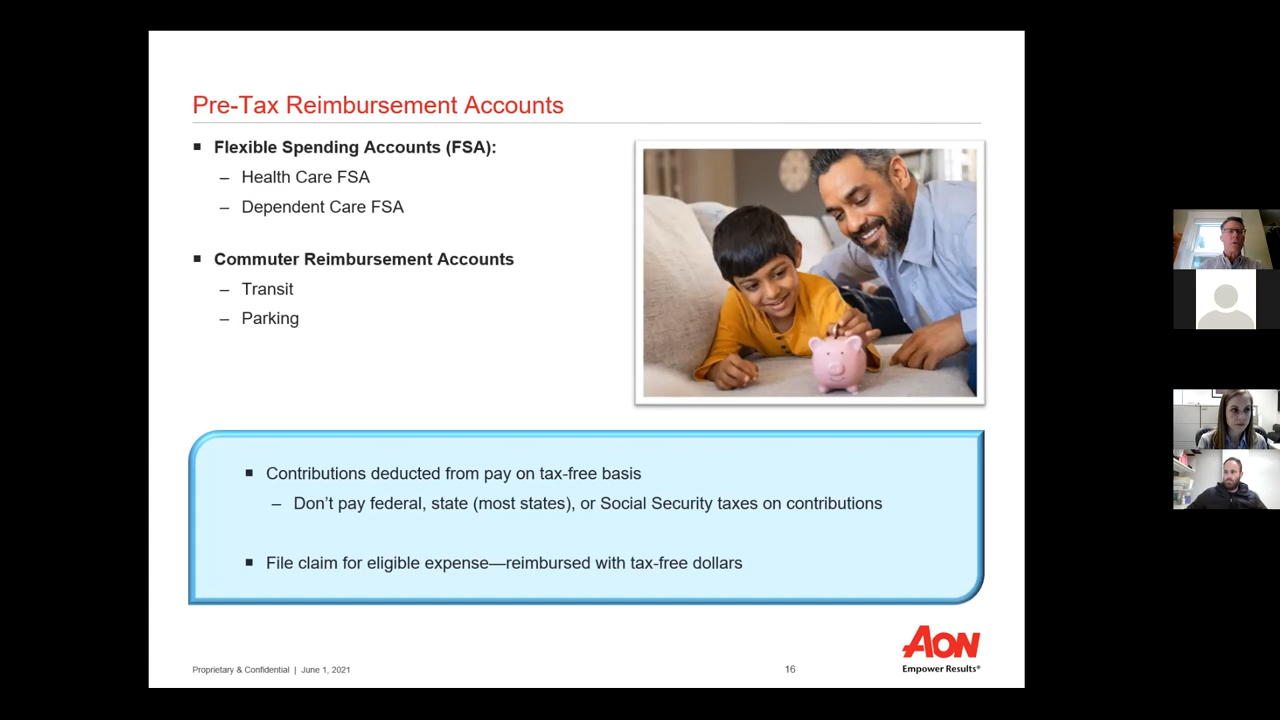 Pre-Tax Reimbursement Accounts
▪ Flexible Spending Accounts (FSA):
– Health Care FSA
– Dependent Care FSA
▪ Commuter Reimbursement Accounts
– Transit
– Parking
▪ Contributions deducted from pay on tax-free basis
– Don’t pay federal, state (most states), or Social Security taxes on contributions
▪ File claim for eligible expense—reimbursed with tax-free dollars
AON
Empower Results®
Proprietary & Confidential | June 1, 2021
16